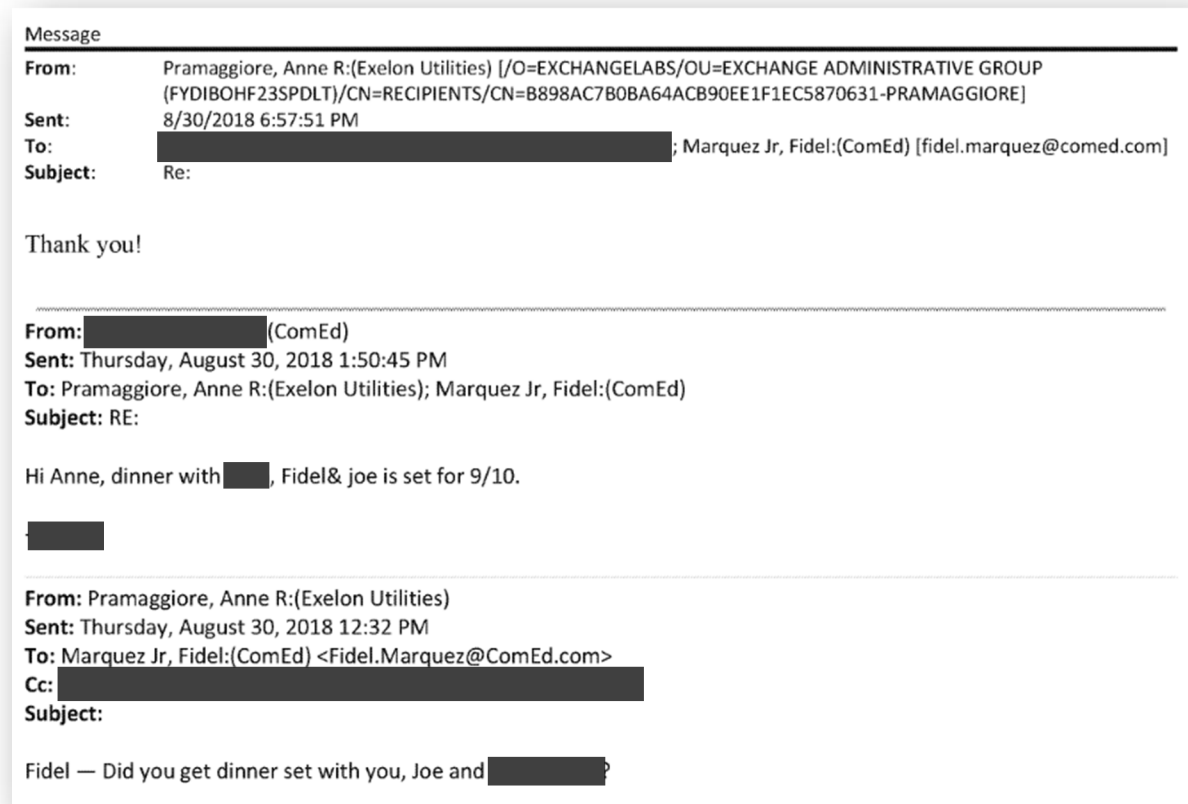 Message
From: Pramaggiore, Anne R:(Exelon Utilities) [/O=EXCHANGELABS/OU=EXCHANGE ADMINISTRATIVE GROUP
(FYDIBOHF23SPDLT)/CN=RECIPIENTS/CN=B898AC7B0BA64ACB90EE1F1EC5870631-PRAMAGGIORE]
Sent: 8/30/2018 6:57:51 PM
To: ; Marquez Jr, Fidel:(ComEd) [fidel.marquez@comed.com]
Subject: Re:
Thank you!
From: (ComEd)
Sent: Thursday, August 30, 2018 1:50:45 PM
To: Pramaggiore, Anne R:(Exelon Utilities); Marquez Jr, Fidel:(ComEd)
Subject: RE:
Hi Anne, dinner with , Fidel& joe is set for 9/10.
From: Pramaggiore, Anne R:(Exelon Utilities)
Sent: Thursday, August 30, 2018 12:32 PM
To: Marquez Jr, Fidel:(ComEd) <Fidel.Marquez@ComEd.com>
Cc:
Subject:
Fidel — Did you get dinner set with you, Joe and ?